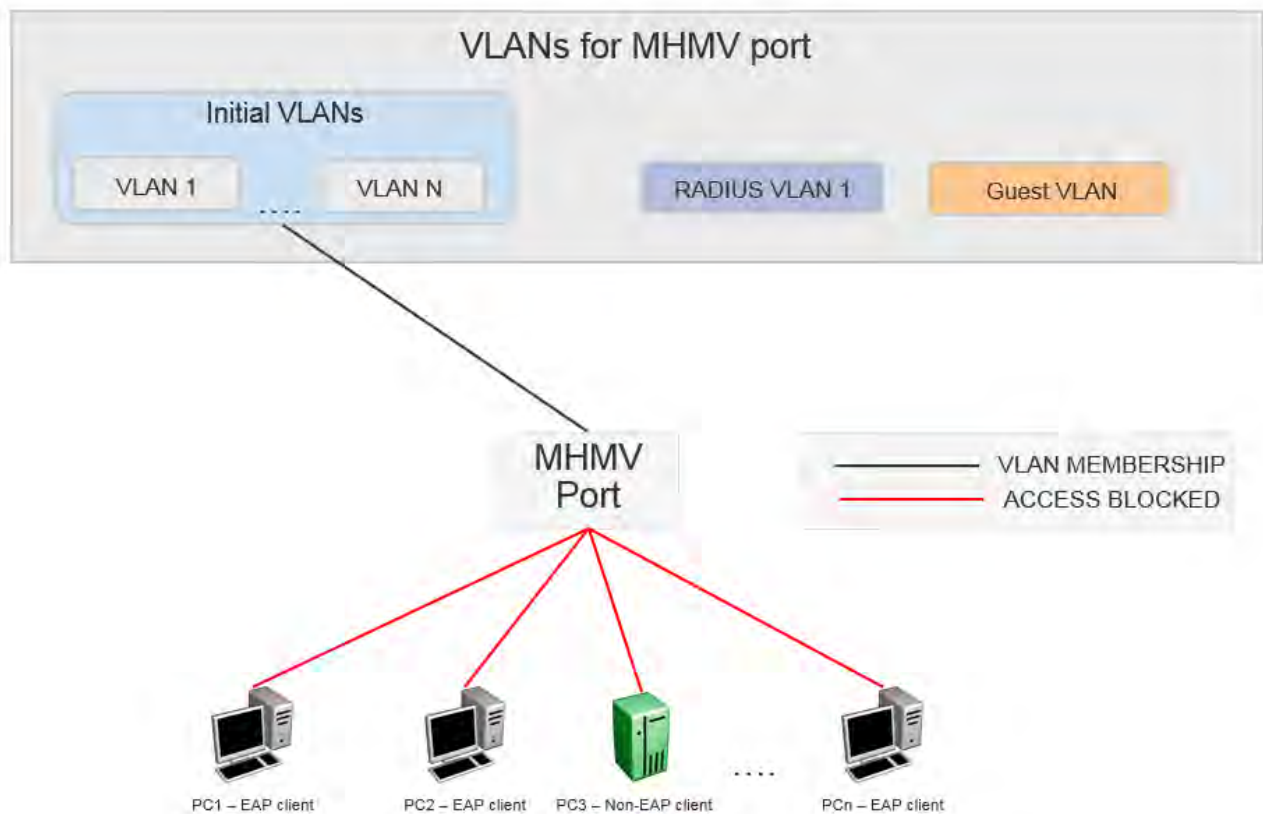 VLANs for MHMV port
Initial VLANs
VLAN 1
....
VLAN N
RADIUS VLAN 1
Guest VLAN
MHMV
Port
VLAN MEMBERSHIP
ACCESS BLOCKED
....
PC1 – EAP client
PC2 – EAP client
PC3 – Non-EAP client
PCn – EAP client